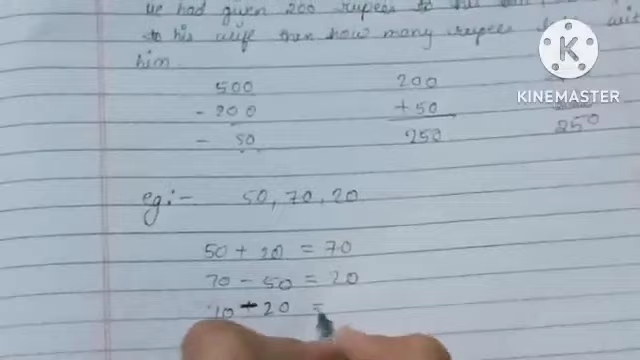 we had given 200 rupees to his
to his wife then how many rupees
him
500 200
- 200 + 50 KINEMASTER
- 50 250 250
eg:- 50, 70, 20
50 + 20 = 70
70 - 50 = 20
70 - 20 =